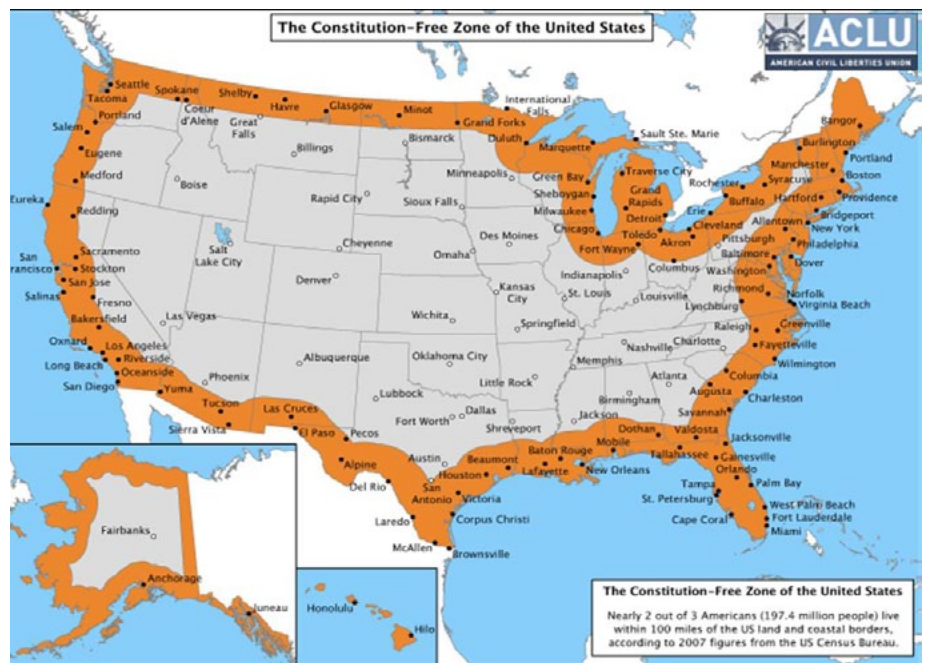 The Constitution-Free Zone of the United States
ACLU
AMERICAN CIVIL LIBERTIES UNION
Seattle
Tacoma
Spokane
Coeur
d'Alene
Shelby
Havre
Great
Falls
Glasgow
Minot
Grand Forks
International
Falls
Duluth
Marquette
Sault Ste. Marie
Bangor
Portland
Salem
Eugene
Medford
Billings
Bismarck
Minneapolis
Green Bay
Sheboygan
Milwaukee
Chicago
Traverse City
Grand
Rapids
Detroit
Toledo
Fort Wayne
Akron
Cleveland
Erie
Buffalo
Rochester
Syracuse
Burlington
Manchester
Portland
Boston
Providence
Hartford
Bridgeport
New York
Allentown
Philadelphia
Pittsburgh
Baltimore
Dover
Washington
Richmond
Norfolk
Virginia Beach
Lynchburg
Raleigh
Greenville
Fayetteville
Wilmington
Eureka
Redding
Boise
Rapid City
Sioux Falls
Sacramento
San
rancisco
Stockton
San Jose
Salinas
Fresno
Bakersfield
Salt
Lake City
Cheyenne
Omaha
Des Moines
Denver
Kansas
City
St. Louis
Indianapolis
Columbus
Louisville
Las Vegas
Wichita
Springfield
Nashville
Charlotte
Oxnard
Los Angeles
Long Beach
Riverside
Oceanside
San Diego
Yuma
Phoenix
Tucson
Sierra Vista
Albuquerque
Las Cruces
El Paso
Pecos
Oklahoma City
Little Rock
Memphis
Atlanta
Columbia
Augusta
Charleston
Savannah
Birmingham
Lubbock
Fort Worth
Dallas
Shreveport
Jackson
Dothan
Valdosta
Mobile
Jacksonville
Tallahassee
Gainesville
Orlando
Palm Bay
Tampa
St. Petersburg
West Palm Beach
Fort Lauderdale
Miami
Cape Coral
Austin
Houston
Beaumont
Baton Rouge
Lafayette
New Orleans
Alpine
Del Rio
San
Antonio
Victoria
Corpus Christi
Laredo
McAllen
Brownsville
Fairbanks
Anchorage
Juneau
Honolulu
Hilo
The Constitution-Free Zone of the United States
Nearly 2 out of 3 Americans (197.4 million people) live
within 100 miles of the US land and coastal borders,
according to 2007 figures from the US Census Bureau.